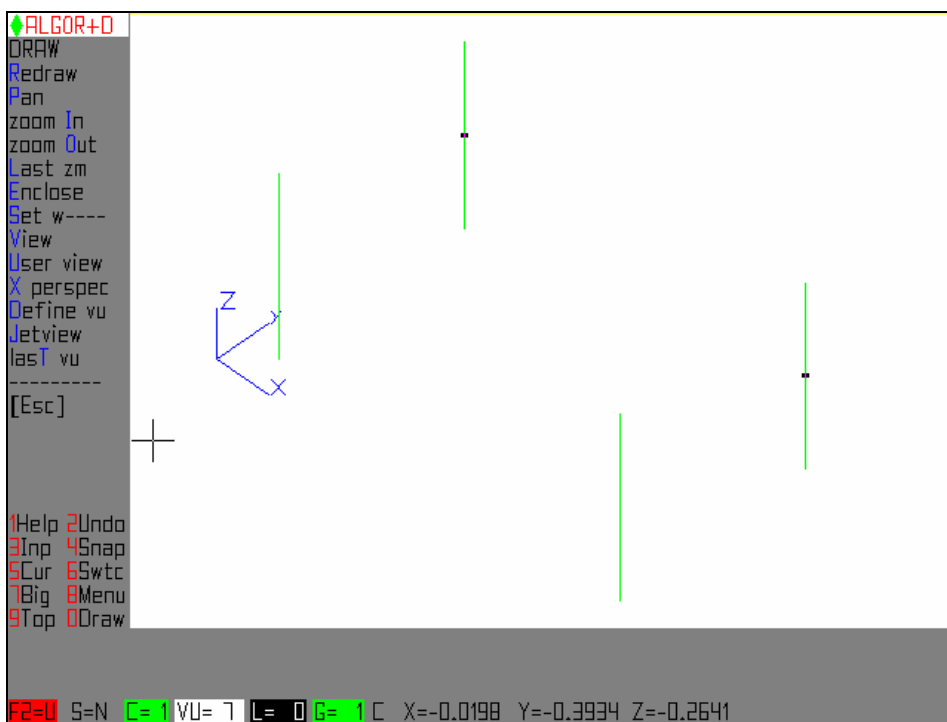 ALGOR+D
DRAW
Redraw
Pan
zoom In
zoom Out
Last zm
Enclose
Set w----
View
User view
X perspec
Define vu
Jetview
lasT vu
---------
[Esc]
Z
Y
X
1Help 2Undo
3Inp 4Snap
5Cur 6Swtc
7Big 8Menu
9Top 0Draw
F2=U S=N C= 1 VU= 7 L= 0 G= 1 C X=-0.0198 Y=-0.3934 Z=-0.2641